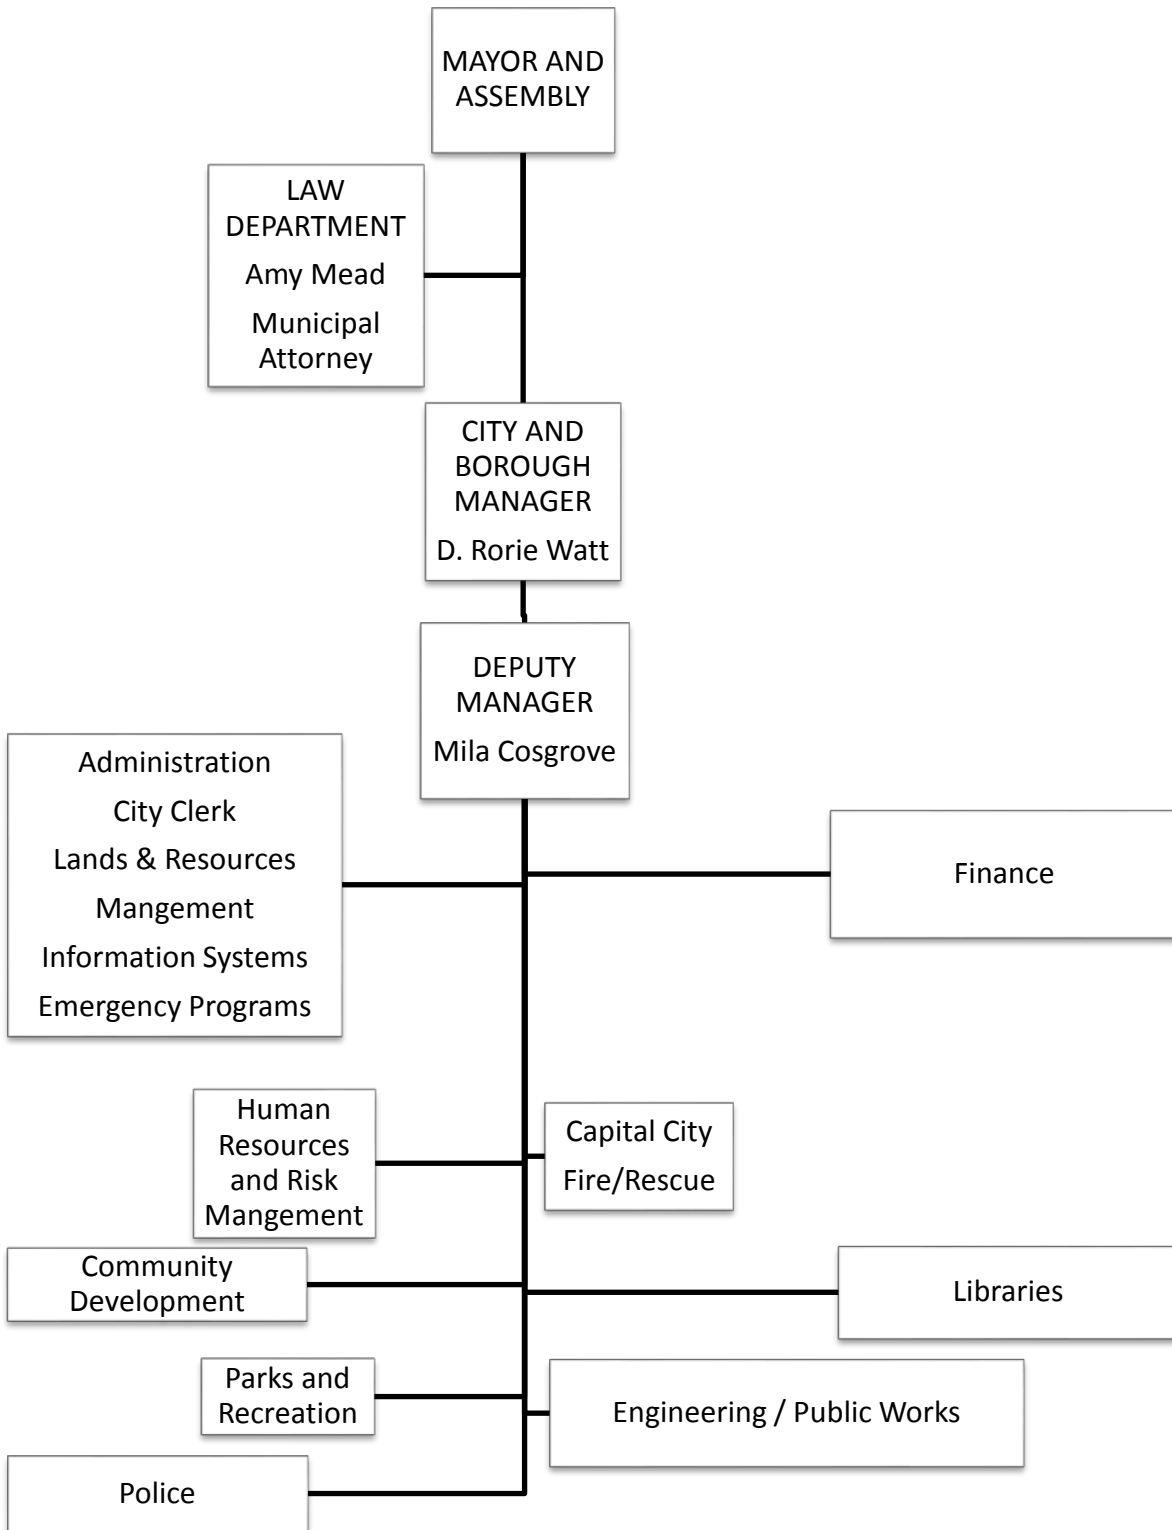 MAYOR AND
ASSEMBLY
LAW
DEPARTMENT
Amy Mead
Municipal
Attorney
CITY AND
BOROUGH
MANAGER
D. Rorie Watt
DEPUTY
MANAGER
Mila Cosgrove
Administration
City Clerk
Lands & Resources
Mangement
Information Systems
Emergency Programs
Finance
Human
Resources
and Risk
Mangement
Capital City
Fire/Rescue
Community
Development
Libraries
Parks and
Recreation
Engineering / Public Works
Police